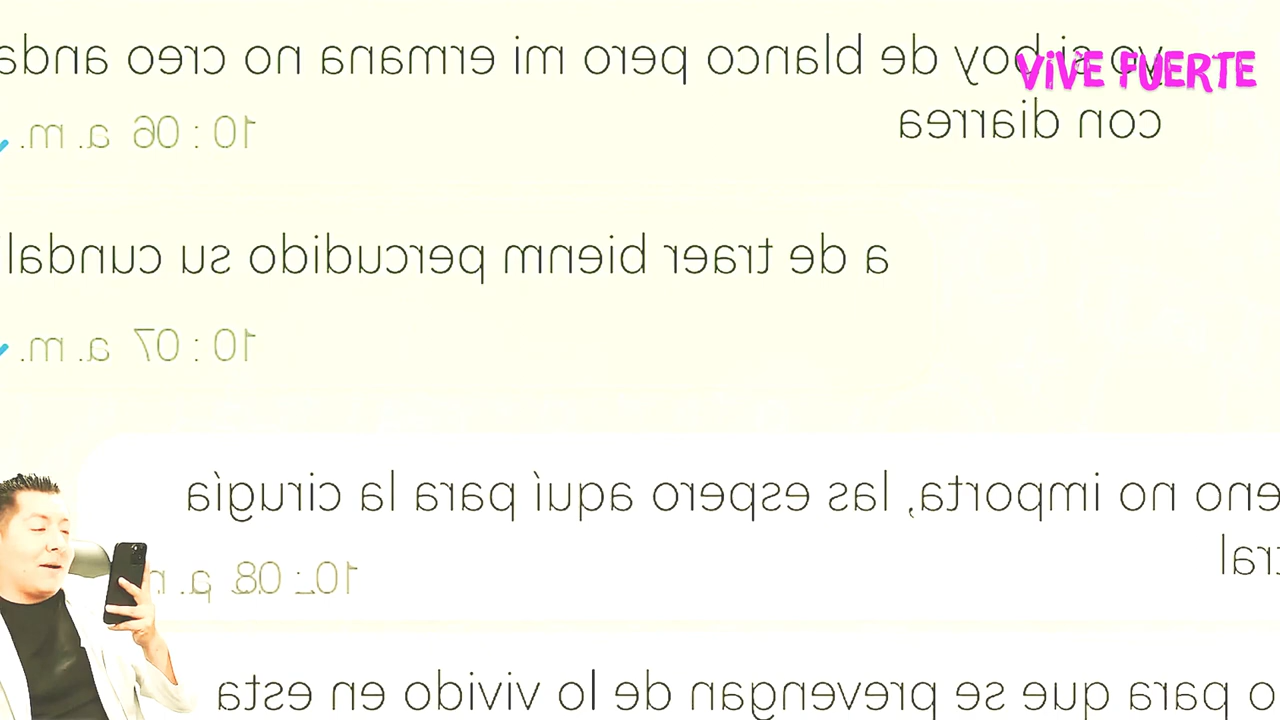 VIVE FUERTE
yo si boy de blanco pero mi ermana no creo anda
con diarrea
10:06 a.m.
a de traer bienm percudido su cundal
10:07 a.m.
eno no importa, las espero aquí para la cirugía
tral
10:08 p.
o para que se prevengan de lo vivido en esta